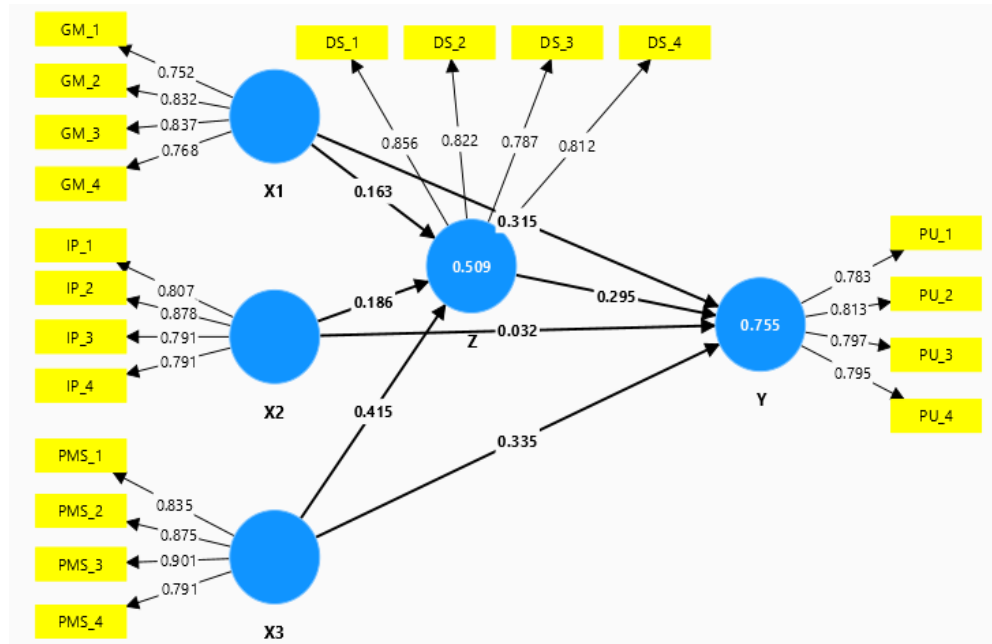 GM_1
GM_2
GM_3
GM_4
0.752
0.832
0.837
0.768
X1
DS_1
DS_2
DS_3
DS_4
0.856
0.822
0.787
0.812
0.163
0.315
IP_1
IP_2
IP_3
IP_4
0.807
0.878
0.791
0.791
X2
0.186
0.032
0.509
Z
0.295
0.415
0.335
PMS_1
PMS_2
PMS_3
PMS_4
0.835
0.875
0.901
0.791
X3
0.755
Y
0.783
0.813
0.797
0.795
PU_1
PU_2
PU_3
PU_4